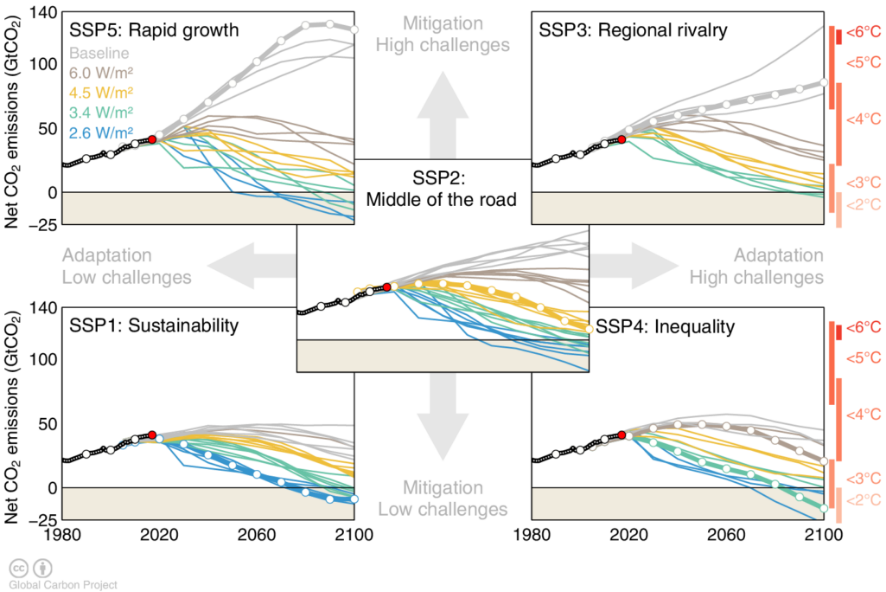 Net CO₂ emissions (GtCO₂)
140
100
50
0
−25
SSP5: Rapid growth
Baseline
6.0 W/m²
4.5 W/m²
3.4 W/m²
2.6 W/m²
Mitigation
High challenges
SSP3: Regional rivalry
<6°C
<5°C
<4°C
<3°C
<2°C
SSP2:
Middle of the road
Adaptation
Low challenges
Adaptation
High challenges
Net CO₂ emissions (GtCO₂)
140
100
50
0
−25
SSP1: Sustainability
SSP4: Inequality
<6°C
<5°C
<4°C
<3°C
<2°C
Mitigation
Low challenges
1980 2020 2060 2100
1980 2020 2060 2100
cc
Global Carbon Project